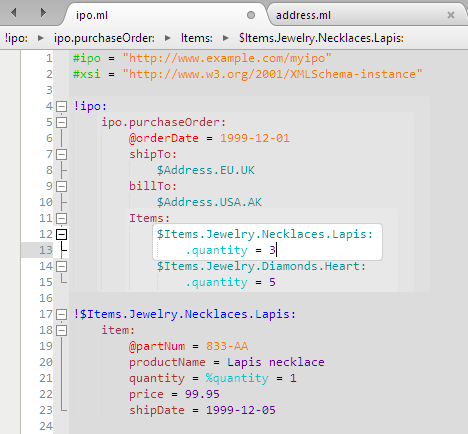 ipo.ml
address.ml
!ipo: ipo.purchaseOrder: Items: $Items.Jewelry.Necklaces.Lapis:
1 #ipo = "http://www.example.com/myipo"
2 #xsi = "http://www.w3.org/2001/XMLSchema-instance"
3
4 !ipo:
5 ipo.purchaseOrder:
6 @orderDate = 1999-12-01
7 shipTo:
8 $Address.EU.UK
9 billTo:
10 $Address.USA.AK
11 Items:
12 $Items.Jewelry.Necklaces.Lapis:
13 .quantity = 3
14 $Items.Jewelry.Diamonds.Heart:
15 .quantity = 5
16
17 !$Items.Jewelry.Necklaces.Lapis:
18 item:
19 @partNum = 833-AA
20 productName = Lapis necklace
21 quantity = %quantity = 1
22 price = 99.95
23 shipDate = 1999-12-05
24